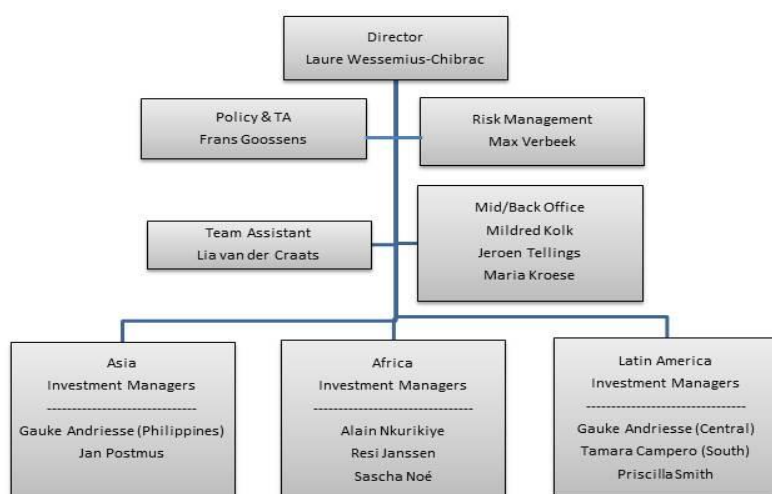 Director
Laure Wessemius-Chibrac
Policy & TA
Frans Goossens
Risk Management
Max Verbeek
Team Assistant
Lia van der Craats
Mid/Back Office
Mildred Kolk
Jeroen Tellings
Maria Kroese
Asia
Investment Managers
------------------------------
Gauke Andriesse (Philippines)
Jan Postmus
Africa
Investment Managers
--------------------------------
Alain Nkurikiye
Resi Janssen
Sascha Noé
Latin America
Investment Managers
--------------------------------
Gauke Andriesse (Central)
Tamara Campero (South)
Priscilla Smith